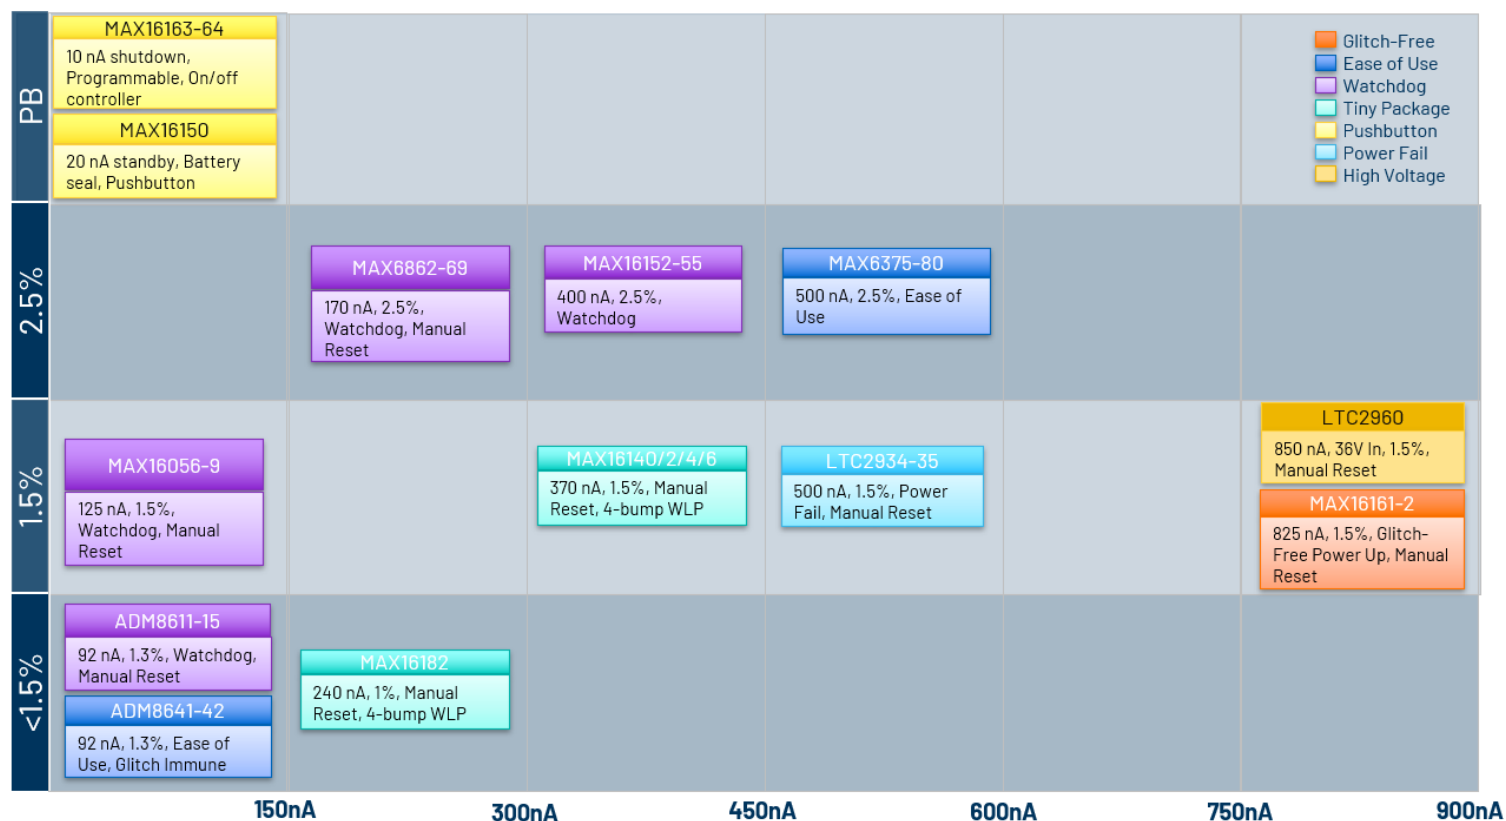 PB
MAX16163-64
10 nA shutdown,
Programmable, On/off
controller
MAX16150
20 nA standby, Battery
seal, Pushbutton
Glitch-Free
Ease of Use
Watchdog
Tiny Package
Pushbutton
Power Fail
High Voltage
2.5%
MAX6862-69
170 nA, 2.5%,
Watchdog, Manual
Reset
MAX16152-55
400 nA, 2.5%,
Watchdog
MAX6375-80
500 nA, 2.5%, Ease of
Use
1.5%
MAX16056-9
125 nA, 1.5%,
Watchdog, Manual
Reset
MAX16140/2/4/6
370 nA, 1.5%, Manual
Reset, 4-bump WLP
LTC2934-35
500 nA, 1.5%, Power
Fail, Manual Reset
LTC2960
850 nA, 36V In, 1.5%,
Manual Reset
MAX16161-2
825 nA, 1.5%, Glitch-
Free Power Up, Manual
Reset
<1.5%
ADM8611-15
92 nA, 1.3%, Watchdog,
Manual Reset
ADM8641-42
92 nA, 1.3%, Ease of
Use, Glitch Immune
MAX16182
240 nA, 1%, Manual
Reset, 4-bump WLP
150nA
300nA
450nA
600nA
750nA
900nA